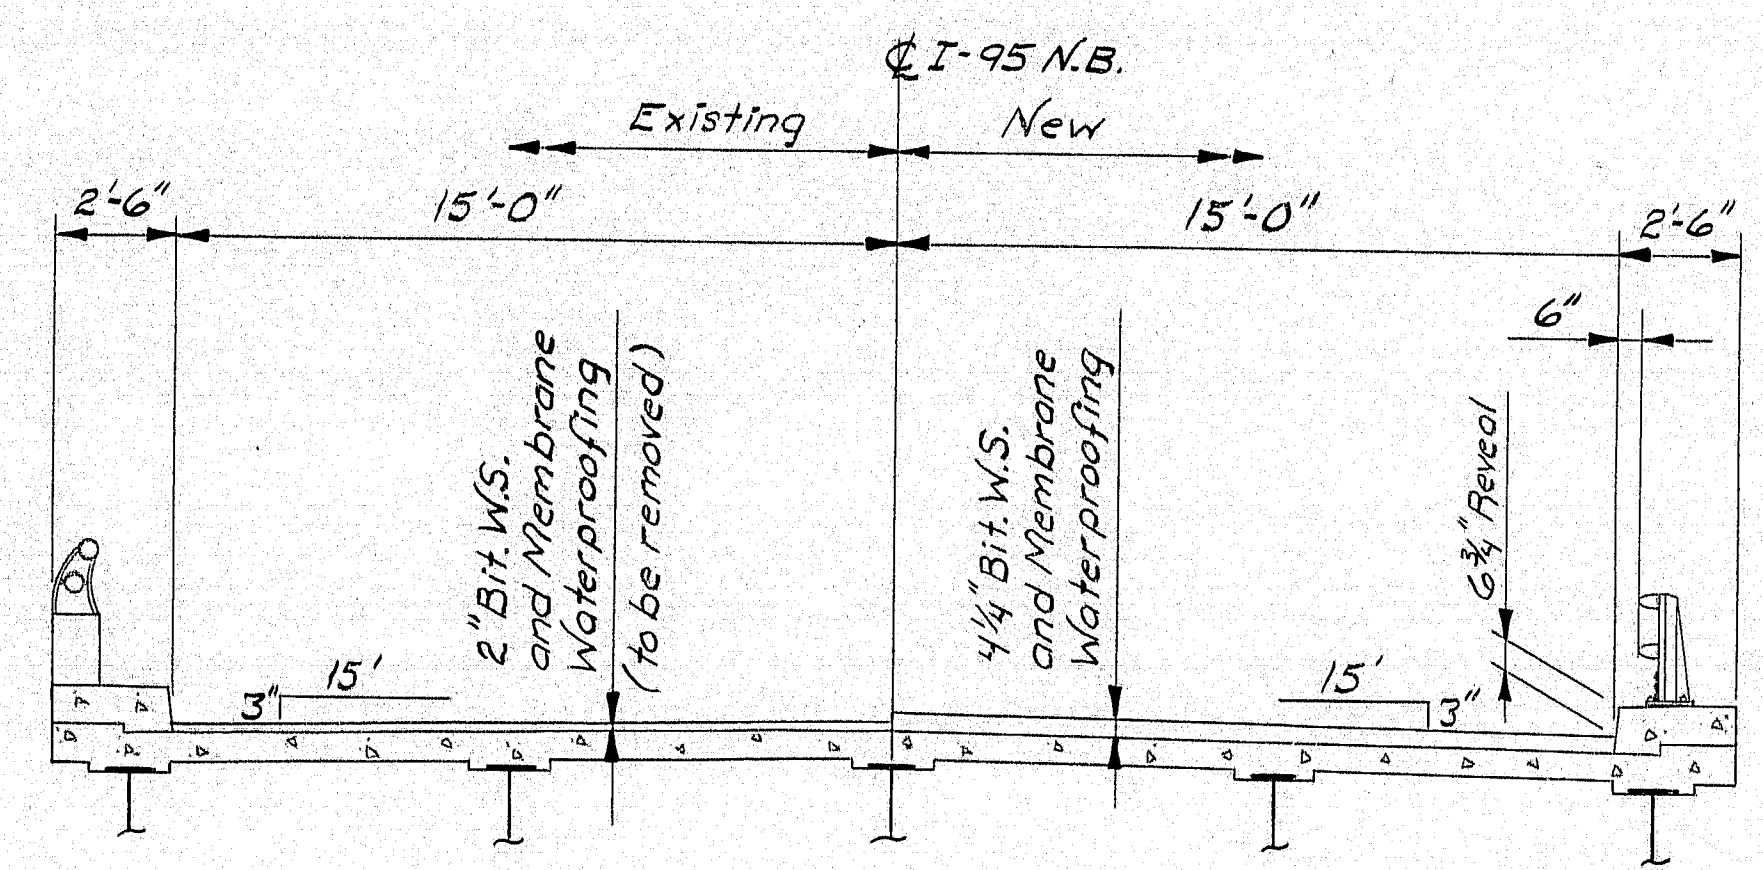 ℄ I-95 N.B.
Existing
New
2'-6"
15'-0"
15'-0"
2'-6"
6"
2" Bit. W.S.
and Membrane
Waterproofing
(to be removed)
4¼" Bit. W.S.
and Membrane
Waterproofing
6¾" Reveal
15'
3"
15'
3"